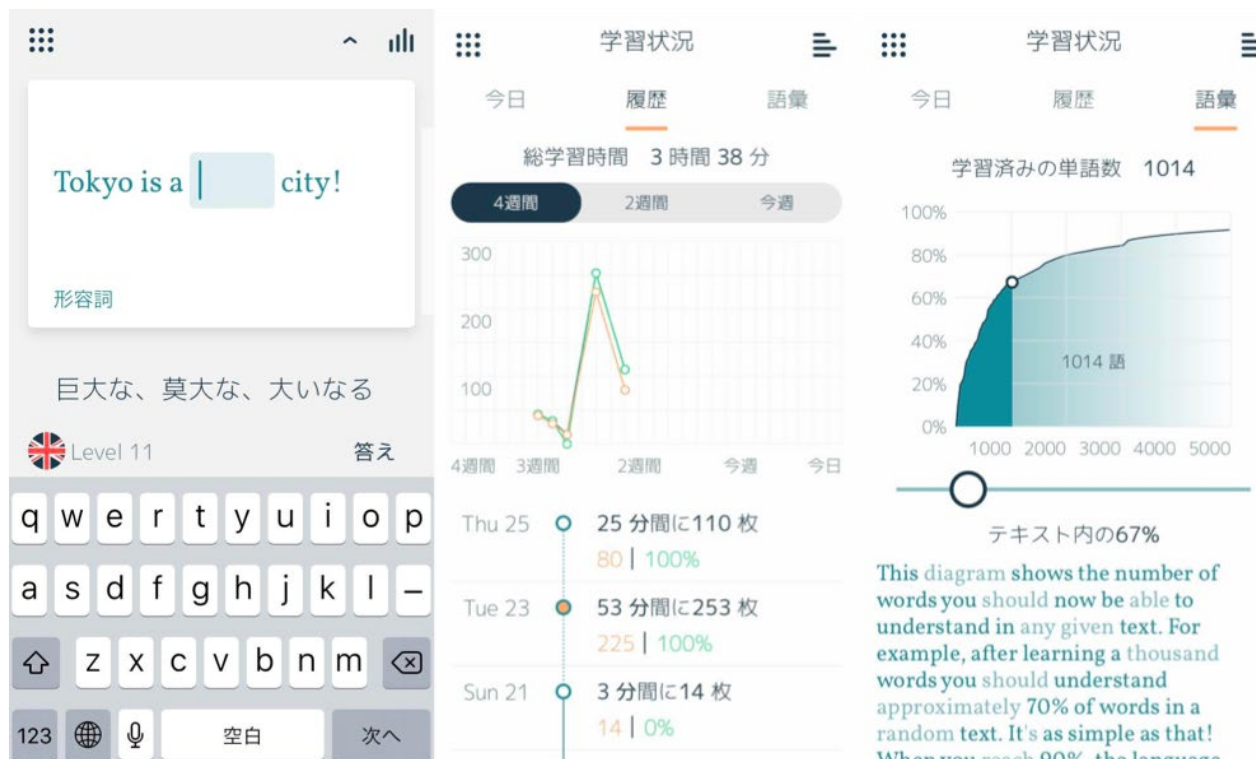 Tokyo is a city!
形容詞
巨大な、莫大な、大いなる
Level 11 答え
q w e r t y u i o p
a s d f g h j k l –
z x c v b n m
123 空白 次へ
学習状況
今日 履歴 語彙
総学習時間 3 時間 38 分
4週間 2週間 今週
300
200
100
4週間 3週間 2週間 今週 今日
Thu 25 25 分間に110 枚
80 | 100%
Tue 23 53 分間に253 枚
225 | 100%
Sun 21 3 分間に14 枚
14 | 0%
学習状況
今日 履歴 語彙
学習済みの単語数 1014
100%
80%
60%
40%
20%
0%
1014 語
1000 2000 3000 4000 5000
テキスト内の67%
This diagram shows the number of
words you should now be able to
understand in any given text. For
example, after learning a thousand
words you should understand
approximately 70% of words in a
random text. It's as simple as that!
When you reach 90%, the language